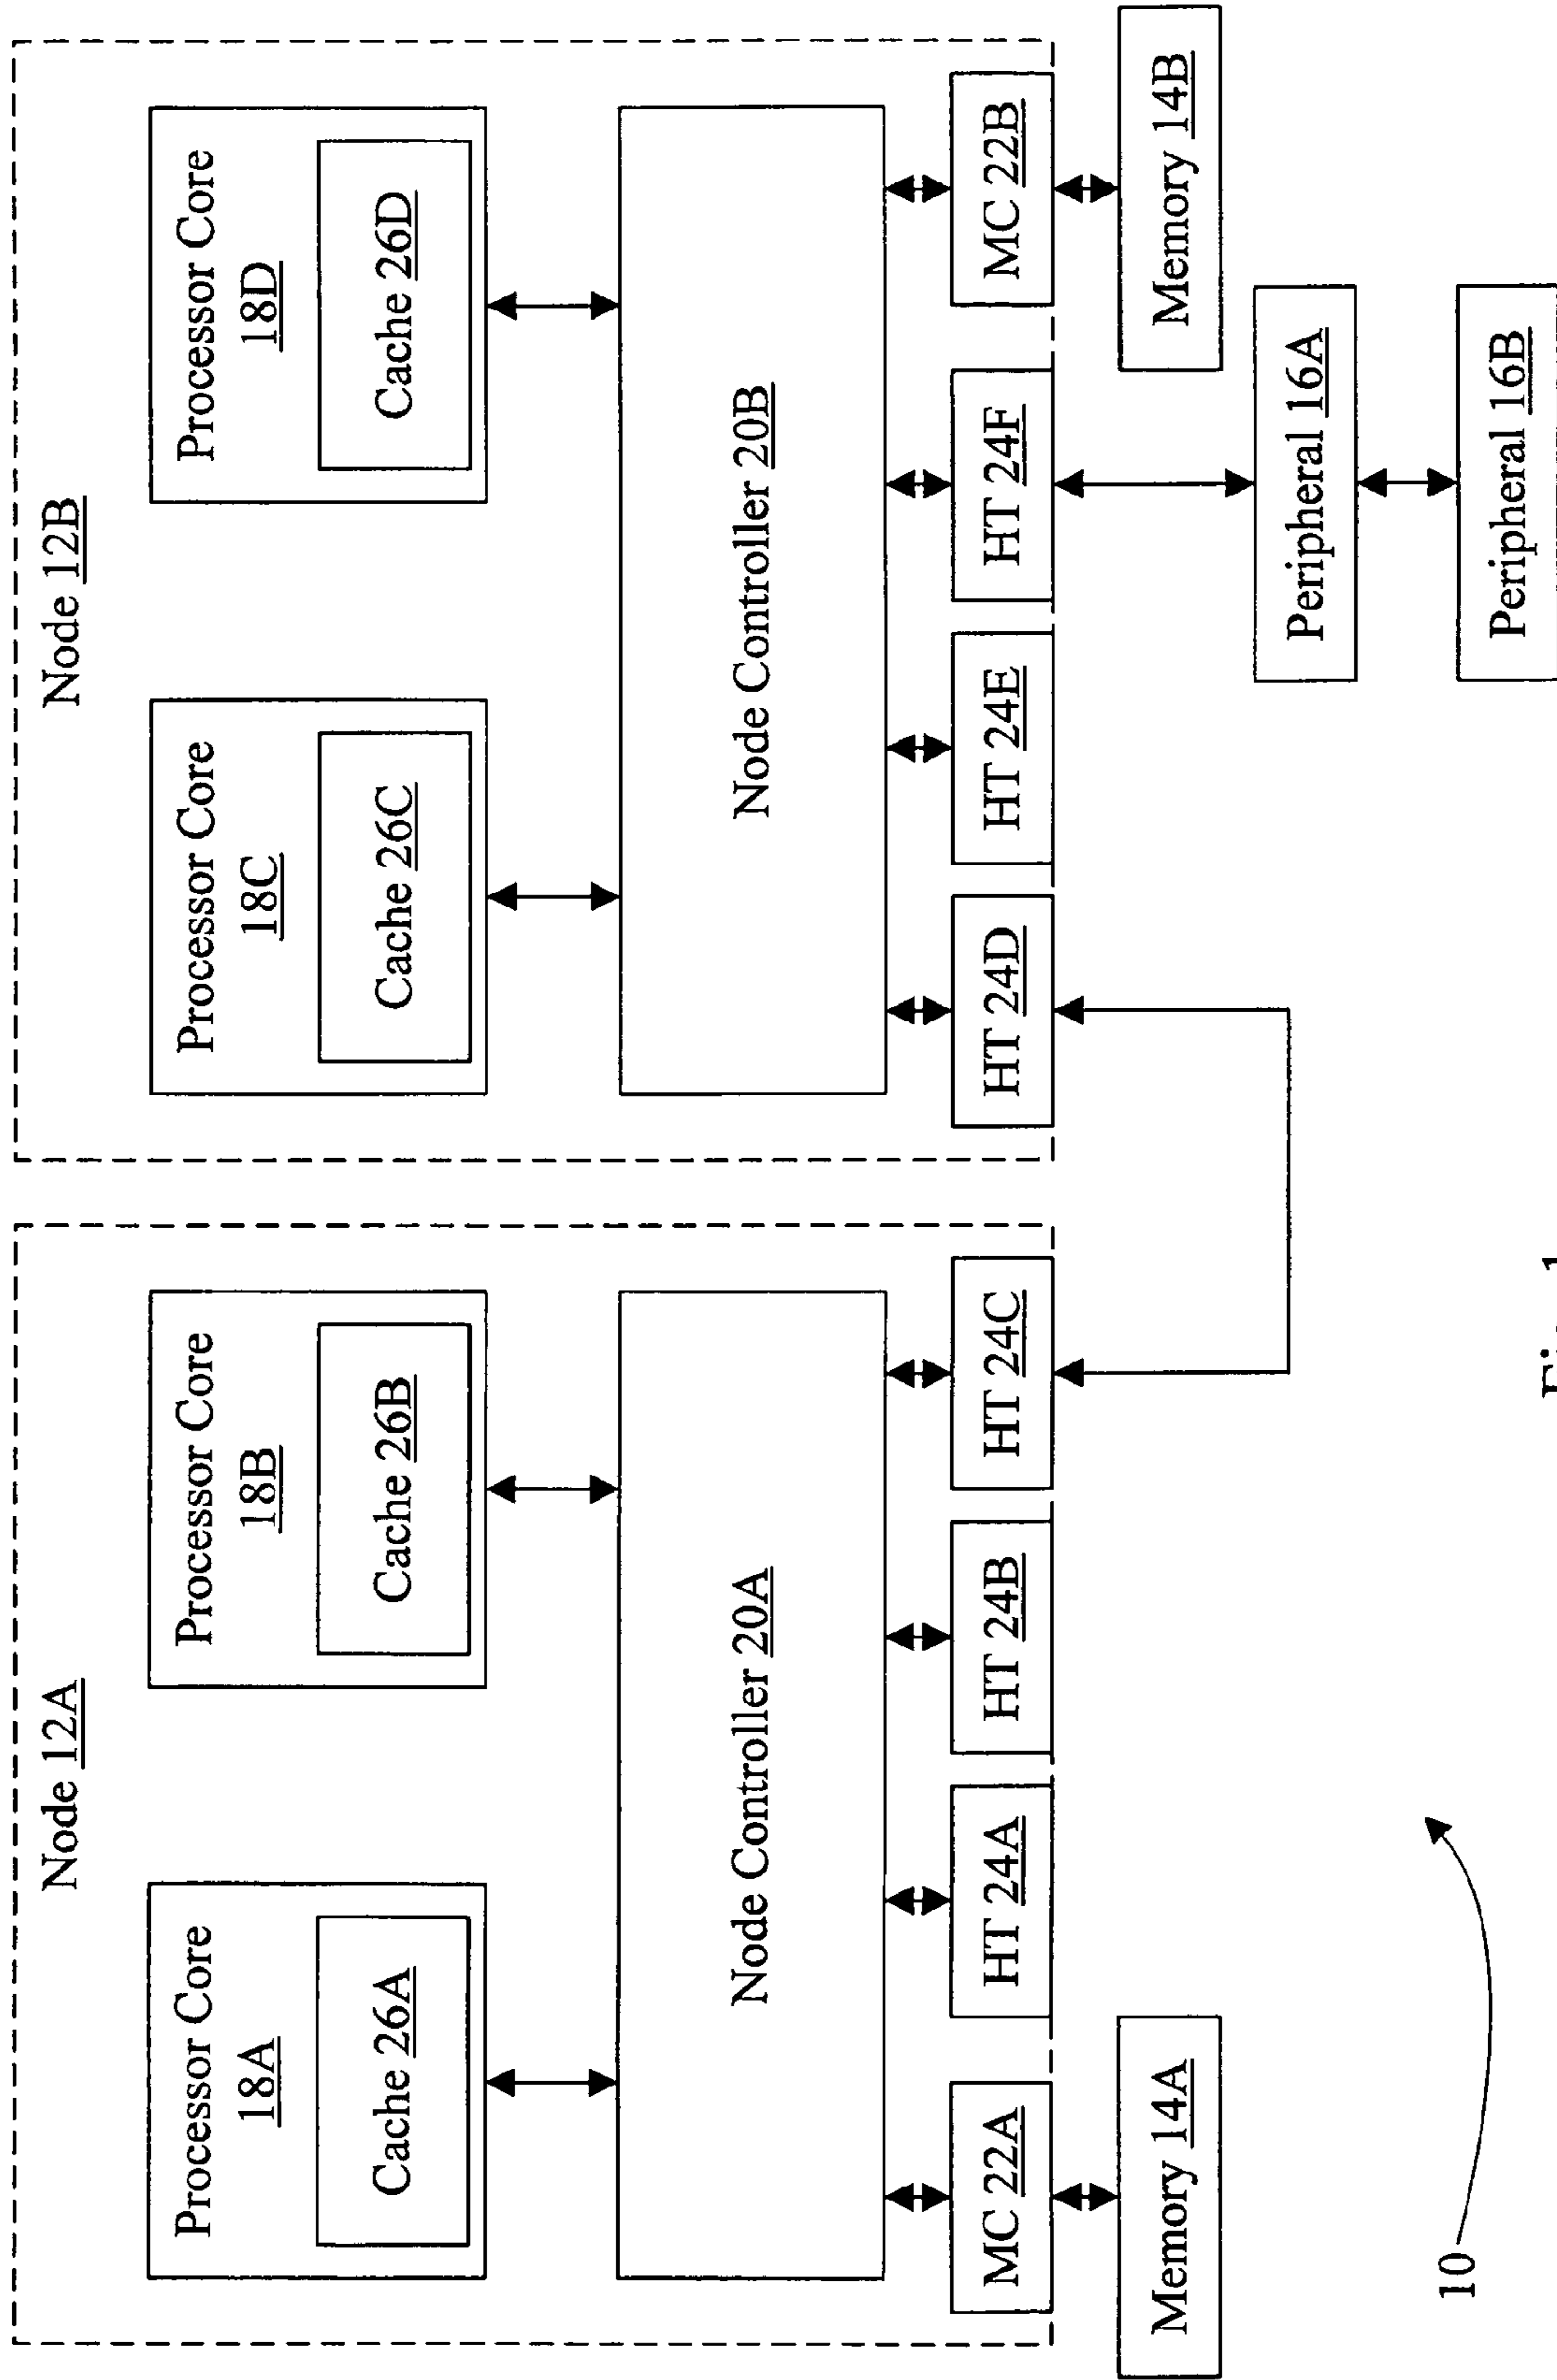 Node 12A
Processor Core
18A
Cache 26A
Processor Core
18B
Cache 26B
Node Controller 20A
MC 22A
HT 24A
HT 24B
HT 24C
Memory 14A
Node 12B
Processor Core
18C
Cache 26C
Processor Core
18D
Cache 26D
Node Controller 20B
HT 24D
HT 24E
HT 24F
MC 22B
Memory 14B
Peripheral 16A
Peripheral 16B
10
Fig. 1